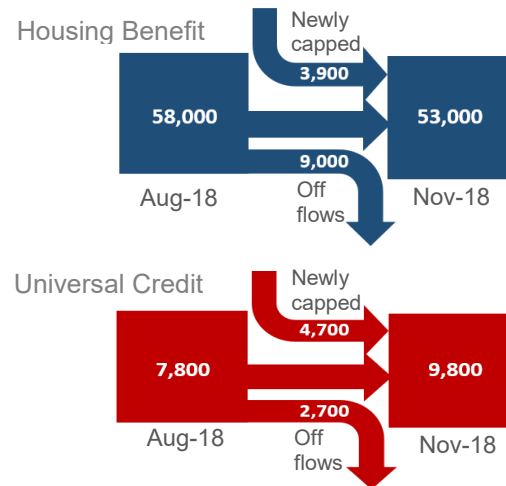 Housing Benefit
Newly
capped
3,900
58,000
53,000
9,000
Off
flows
Aug-18
Nov-18
Universal Credit
Newly
capped
4,700
7,800
9,800
2,700
Off
flows
Aug-18
Nov-18